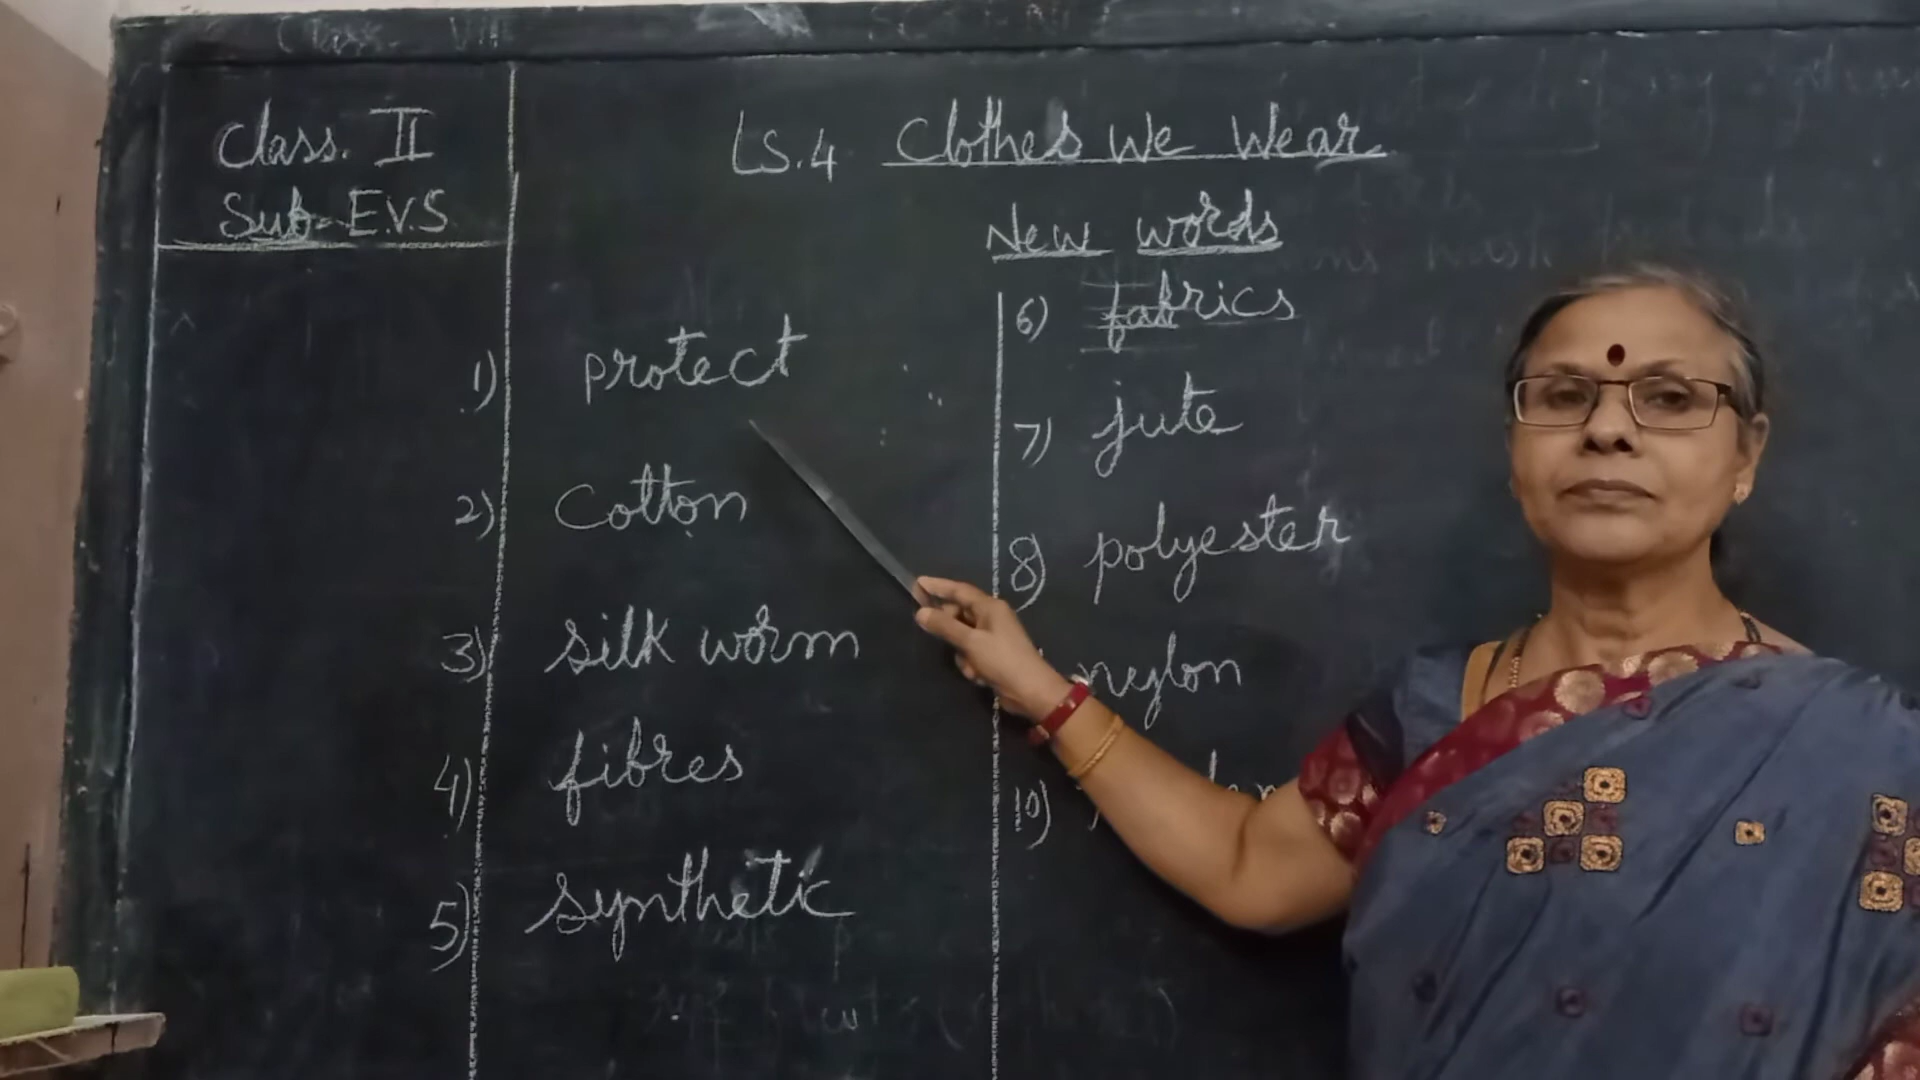 Class. II
Sub- E.V.S
LS.4 Clothes We Wear
New words
1) protect
2) Cotton
3) silk worm
4) fibres
5) synthetic
6) fabrics
7) jute
8) polyester
nylon
10)